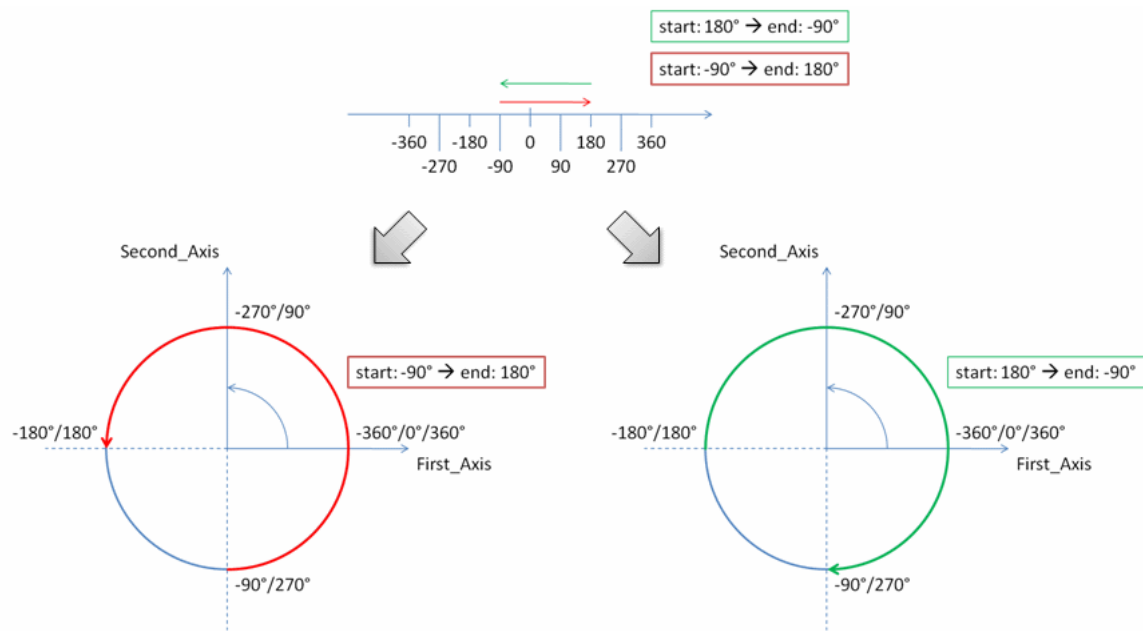 start: 180° → end: -90°
start: -90° → end: 180°
-360 -180 0 180 360
-270 -90 90 270
Second_Axis
-270°/90°
start: -90° → end: 180°
-180°/180°
-360°/0°/360°
First_Axis
-90°/270°
Second_Axis
-270°/90°
start: 180° → end: -90°
-180°/180°
-360°/0°/360°
First_Axis
-90°/270°